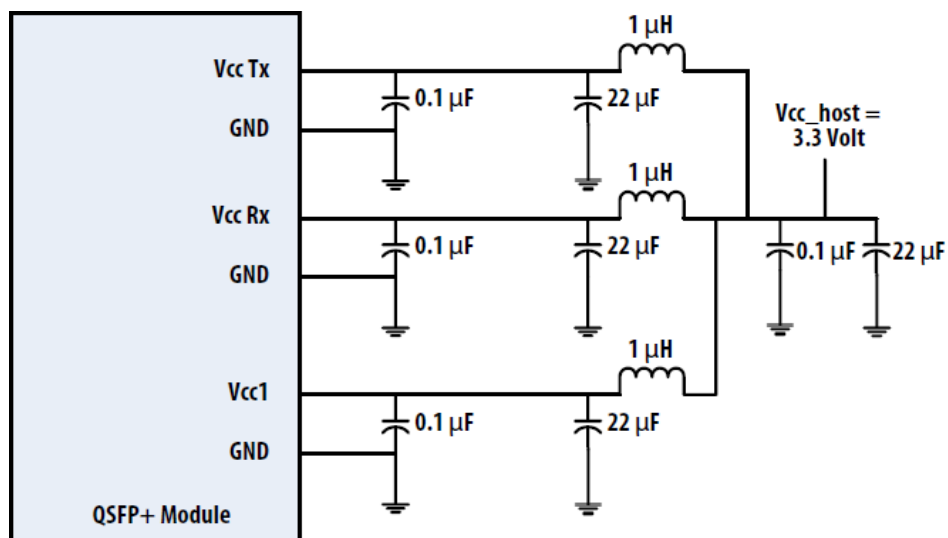 1 μH
Vcc Tx
0.1 μF
22 μF
GND
Vcc_host =
3.3 Volt
1 μH
Vcc Rx
0.1 μF
22 μF
0.1 μF
22 μF
GND
1 μH
Vcc1
0.1 μF
22 μF
GND
QSFP+ Module